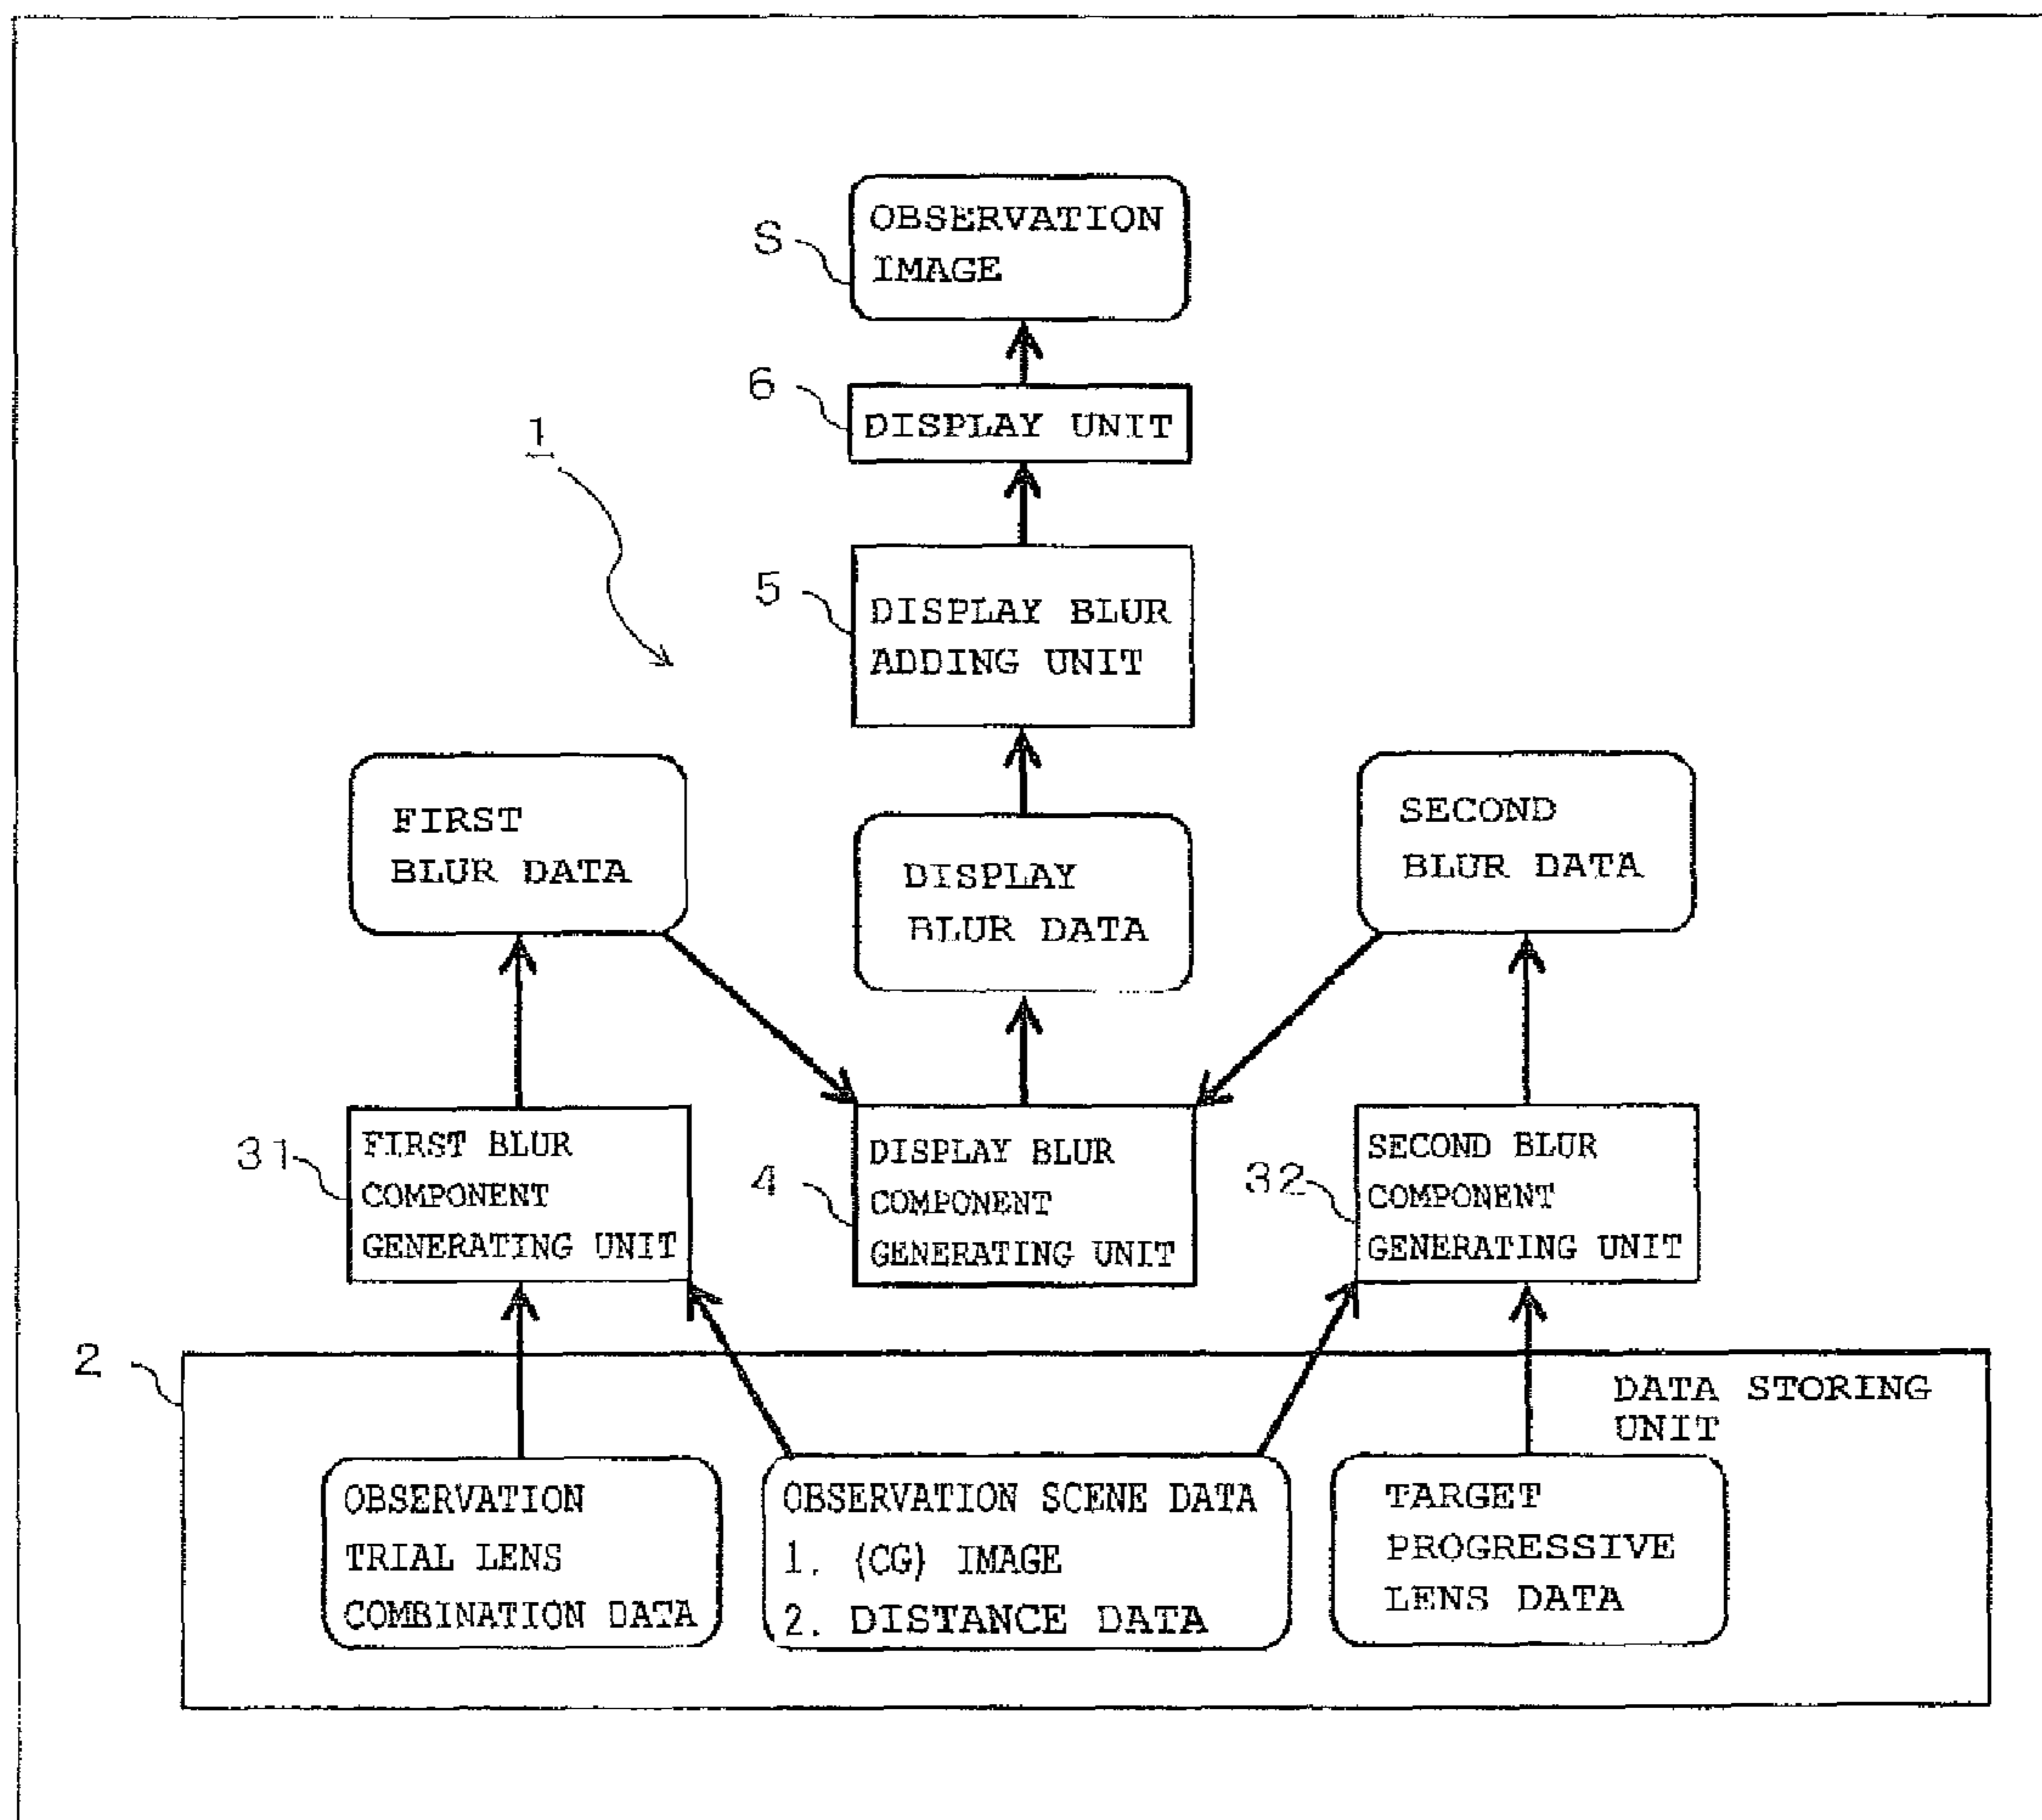 S
OBSERVATION
IMAGE
6
DISPLAY UNIT
1
5
DISPLAY BLUR
ADDING UNIT
FIRST
BLUR DATA
DISPLAY
BLUR DATA
SECOND
BLUR DATA
31
FIRST BLUR
COMPONENT
GENERATING UNIT
4
DISPLAY BLUR
COMPONENT
GENERATING UNIT
32
SECOND BLUR
COMPONENT
GENERATING UNIT
2
DATA STORING
UNIT
OBSERVATION
TRIAL LENS
COMBINATION DATA
OBSERVATION SCENE DATA
1. (CG) IMAGE
2. DISTANCE DATA
TARGET
PROGRESSIVE
LENS DATA